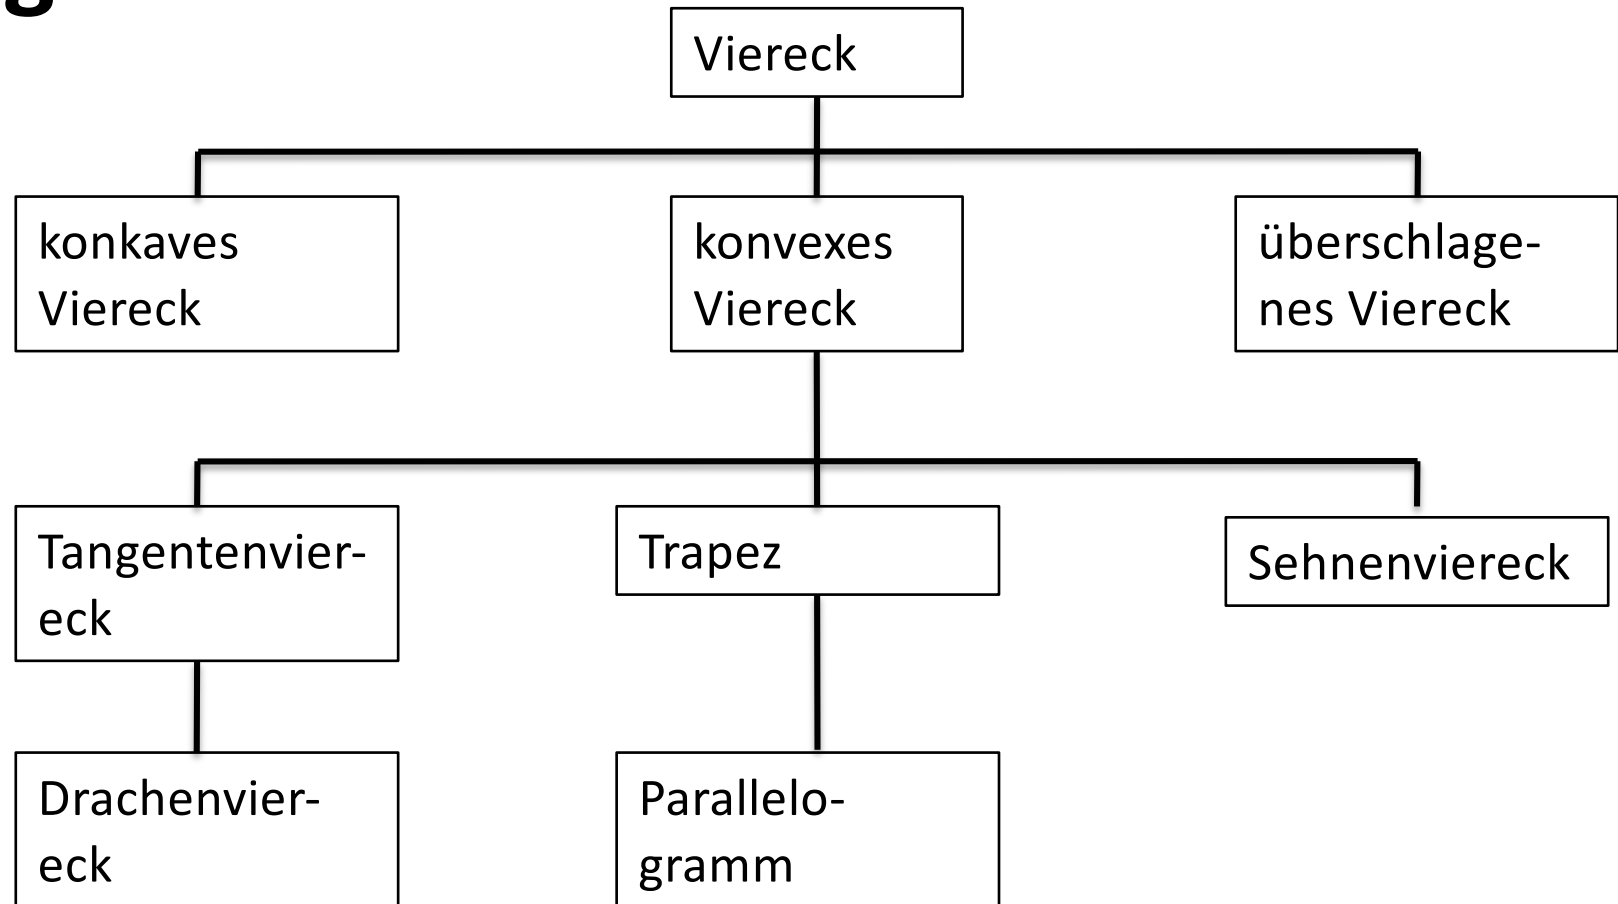 g
Viereck
konkaves
Viereck
konvexes
Viereck
überschlage-
nes Viereck
Tangentenvier-
eck
Trapez
Sehnenviereck
Drachenvier-
eck
Parallelo-
gramm